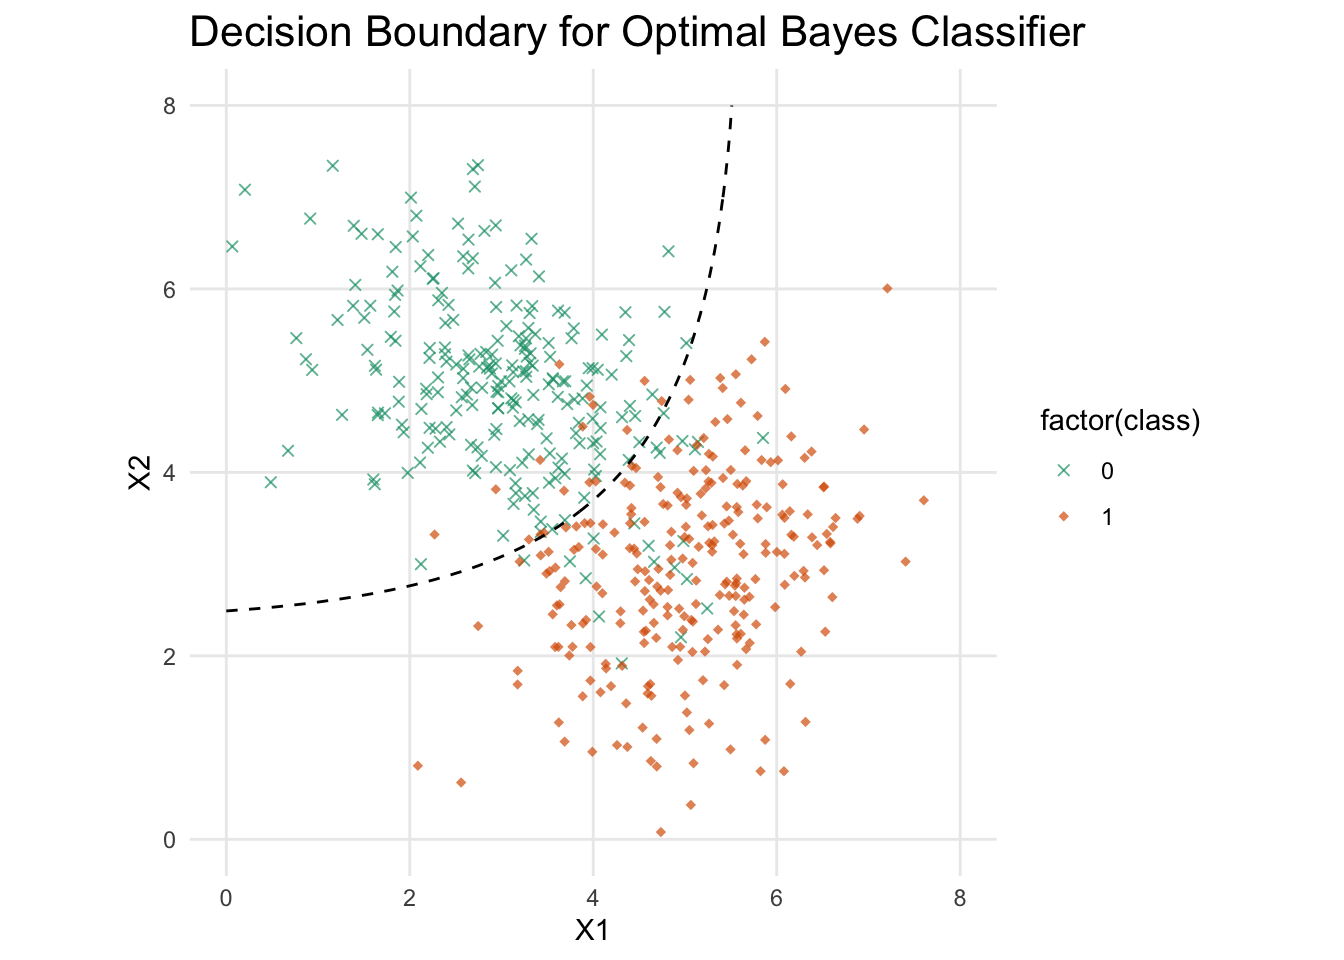 Decision Boundary for Optimal Bayes Classifier
8
6
4
2
0
X2
0 2 4 6 8
X1
factor(class)
0
1